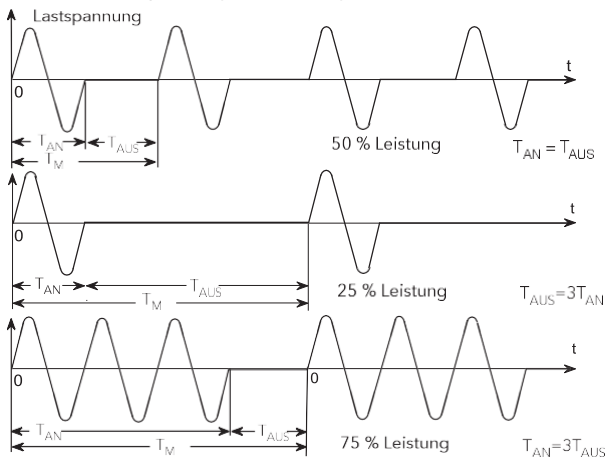 Lastspannung
t
0
T_AN T_AUS
T_M
50 % Leistung
T_AN = T_AUS
t
0
T_AN T_AUS
T_M
25 % Leistung
T_AUS=3T_AN
t
0 0
T_AN T_AUS
T_M
75 % Leistung
T_AN=3T_AUS